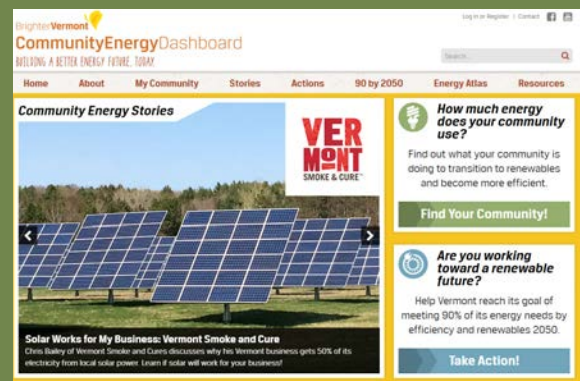 Log In or Register | Contact
BrighterVermont
CommunityEnergyDashboard
BUILDING A BETTER ENERGY FUTURE, TODAY.
Search...
Home About My Community Stories Actions 90 by 2050 Energy Atlas Resources
Community Energy Stories
VER
MONT
SMOKE & CURE™
Solar Works for My Business: Vermont Smoke and Cure
Chris Bailey of Vermont Smoke and Cures discusses why his Vermont business gets 50% of its
electricity from local solar power. Learn if solar will work for your business!
How much energy
does your community
use?
Find out what your community is
doing to transition to renewables
and become more efficient.
Find Your Community!
Are you working
toward a renewable
future?
Help Vermont reach its goal of
meeting 90% of its energy needs by
efficiency and renewables 2050.
Take Action!